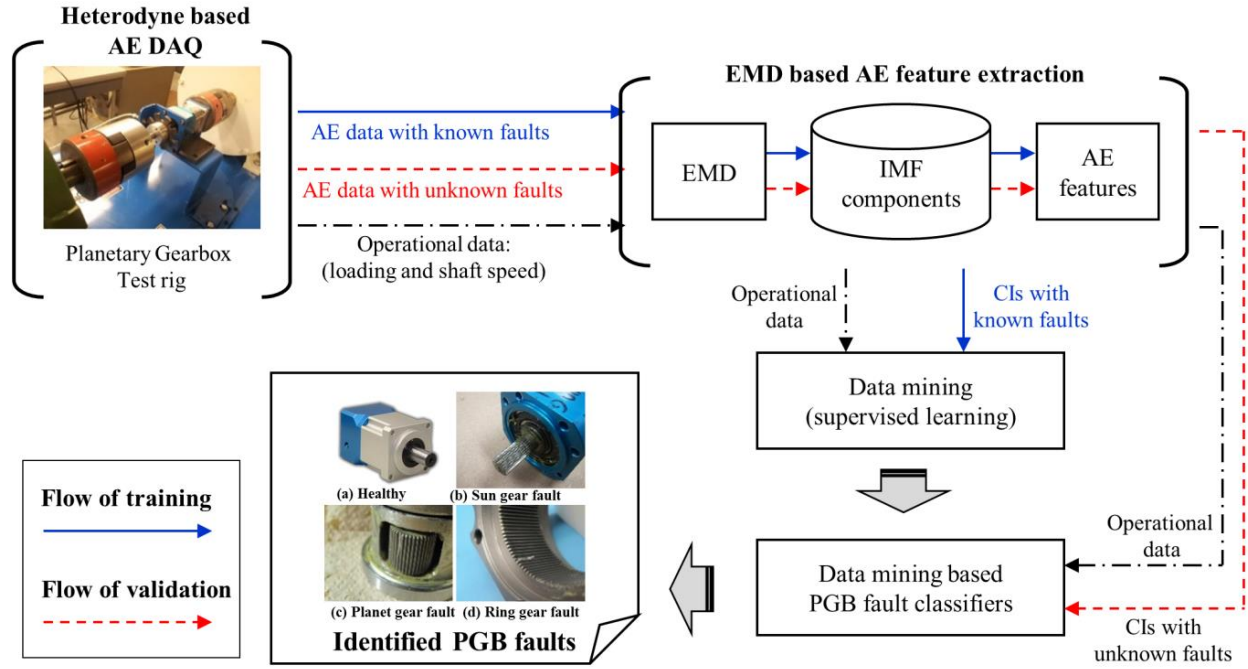 Heterodyne based
AE DAQ
Planetary Gearbox
Test rig
AE data with known faults
AE data with unknown faults
Operational data:
(loading and shaft speed)
EMD based AE feature extraction
EMD
IMF
components
AE
features
Operational
data
CIs with
known faults
Data mining
(supervised learning)
Operational
data
Data mining based
PGB fault classifiers
CIs with
unknown faults
(a) Healthy
(b) Sun gear fault
(c) Planet gear fault
(d) Ring gear fault
Identified PGB faults
Flow of training
Flow of validation